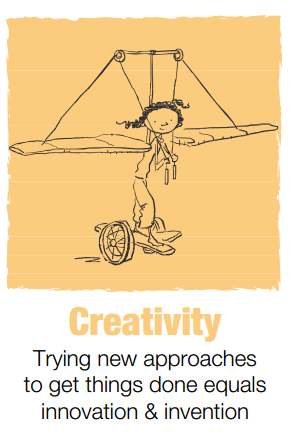 Creativity
Trying new approaches
to get things done equals
innovation & invention